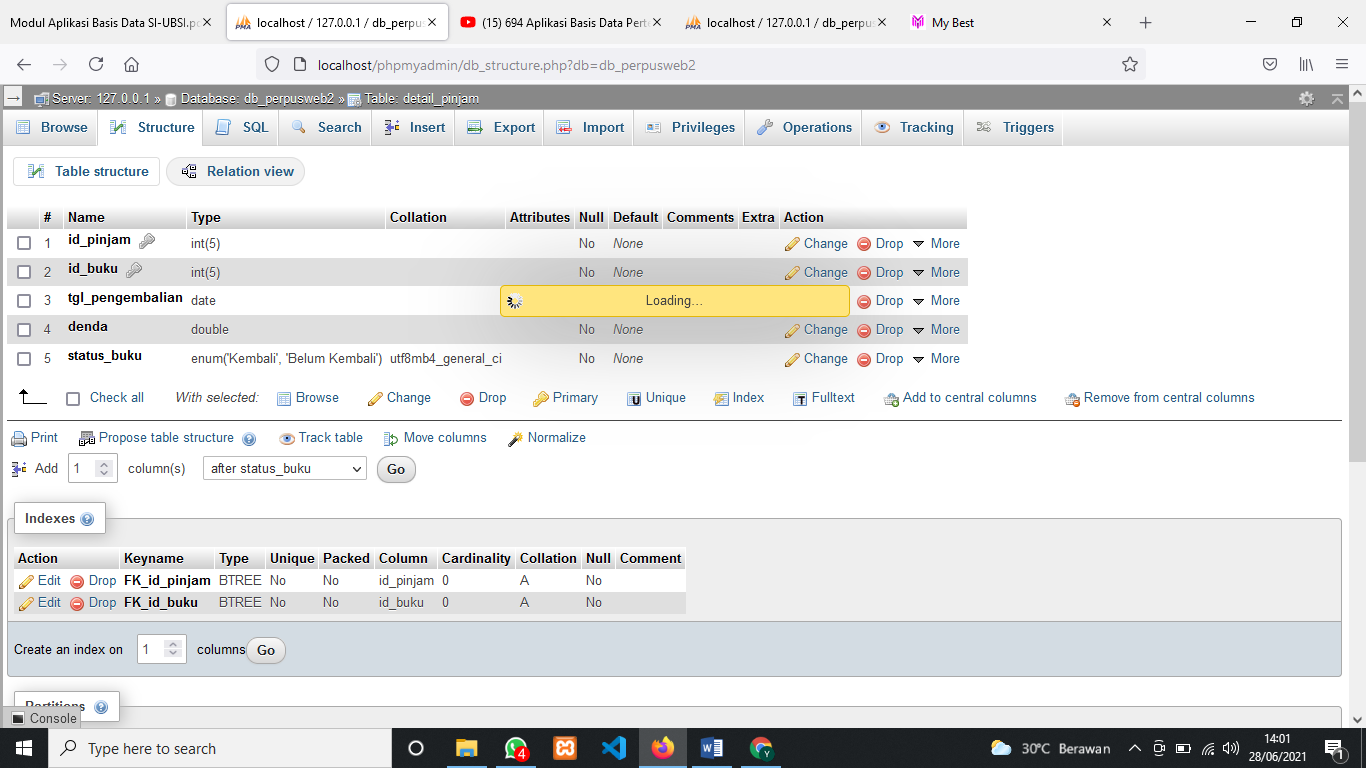 Modul Aplikasi Basis Data SI-UBSI.p
localhost / 127.0.0.1 / db_perpus
(15) 694 Aplikasi Basis Data Perte
localhost / 127.0.0.1 / db_perpus
My Best
localhost/phpmyadmin/db_structure.php?db=db_perpusweb2
Server: 127.0.0.1 » Database: db_perpusweb2 » Table: detail_pinjam
Browse Structure SQL Search Insert Export Import Privileges Operations Tracking Triggers
Table structure Relation view
# Name Type Collation Attributes Null Default Comments Extra Action
1 id_pinjam int(5) No None Change Drop More
2 id_buku int(5) No None Change Drop More
3 tgl_pengembalian date Drop More
Loading…
4 denda double No None Change Drop More
5 status_buku enum('Kembali', 'Belum Kembali') utf8mb4_general_ci No None Change Drop More
Check all With selected: Browse Change Drop Primary Unique Index Fulltext Add to central columns Remove from central columns
Print Propose table structure Track table Move columns Normalize
Add 1 column(s) after status_buku Go
Indexes
Action Keyname Type Unique Packed Column Cardinality Collation Null Comment
Edit Drop FK_id_pinjam BTREE No No id_pinjam 0 A No
Edit Drop FK_id_buku BTREE No No id_buku 0 A No
Create an index on 1 columns Go
Partitions
Console
Type here to search
4
30°C Berawan
14:01
28/06/2021
1